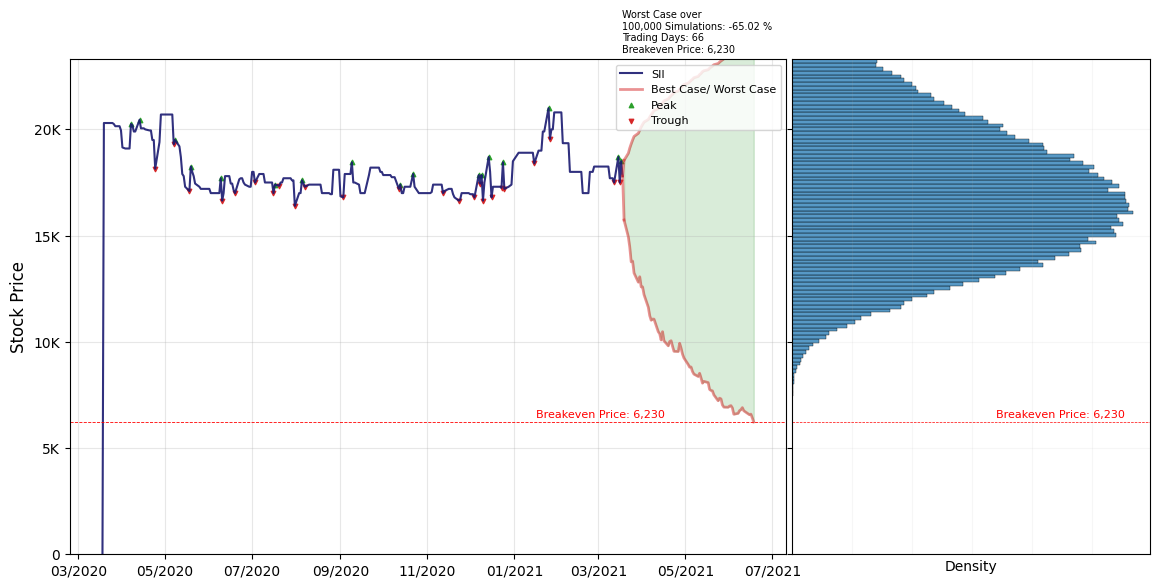 Worst Case over
100,000 Simulations: -65.02 %
Trading Days: 66
Breakeven Price: 6,230
SII
Best Case/ Worst Case
Peak
Trough
Stock Price
20K
15K
10K
5K
0
Breakeven Price: 6,230
Breakeven Price: 6,230
03/2020
05/2020
07/2020
09/2020
11/2020
01/2021
03/2021
05/2021
07/2021
Density